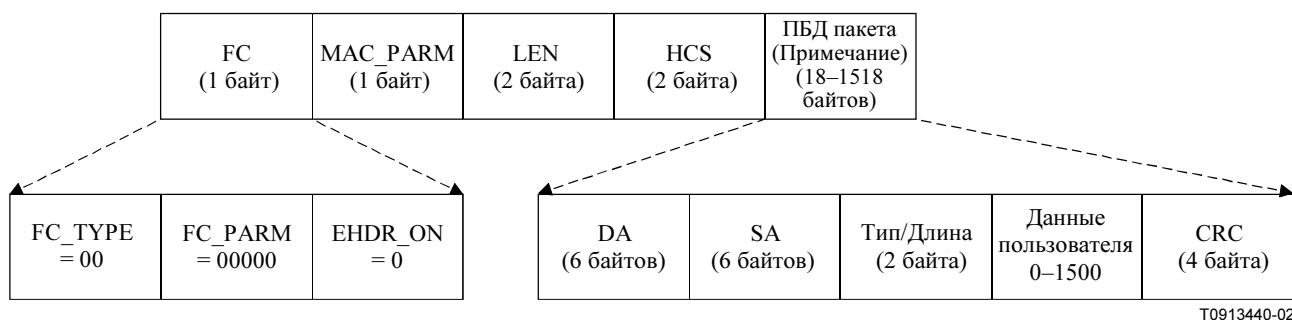 FC
(1 байт)
MAC_PARM
(1 байт)
LEN
(2 байта)
HCS
(2 байта)
ПБД пакета
(Примечание)
(18–1518
байтов)
FC_TYPE
= 00
FC_PARM
= 00000
EHDR_ON
= 0
DA
(6 байтов)
SA
(6 байтов)
Тип/Длина
(2 байта)
Данные
пользователя
0–1500
CRC
(4 байта)
T0913440-02